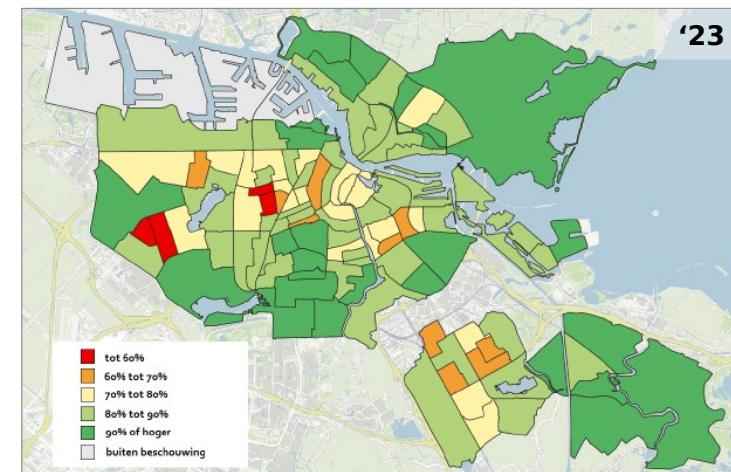 ‘23
tot 60%
60% tot 70%
70% tot 80%
80% tot 90%
90% of hoger
buiten beschouwing